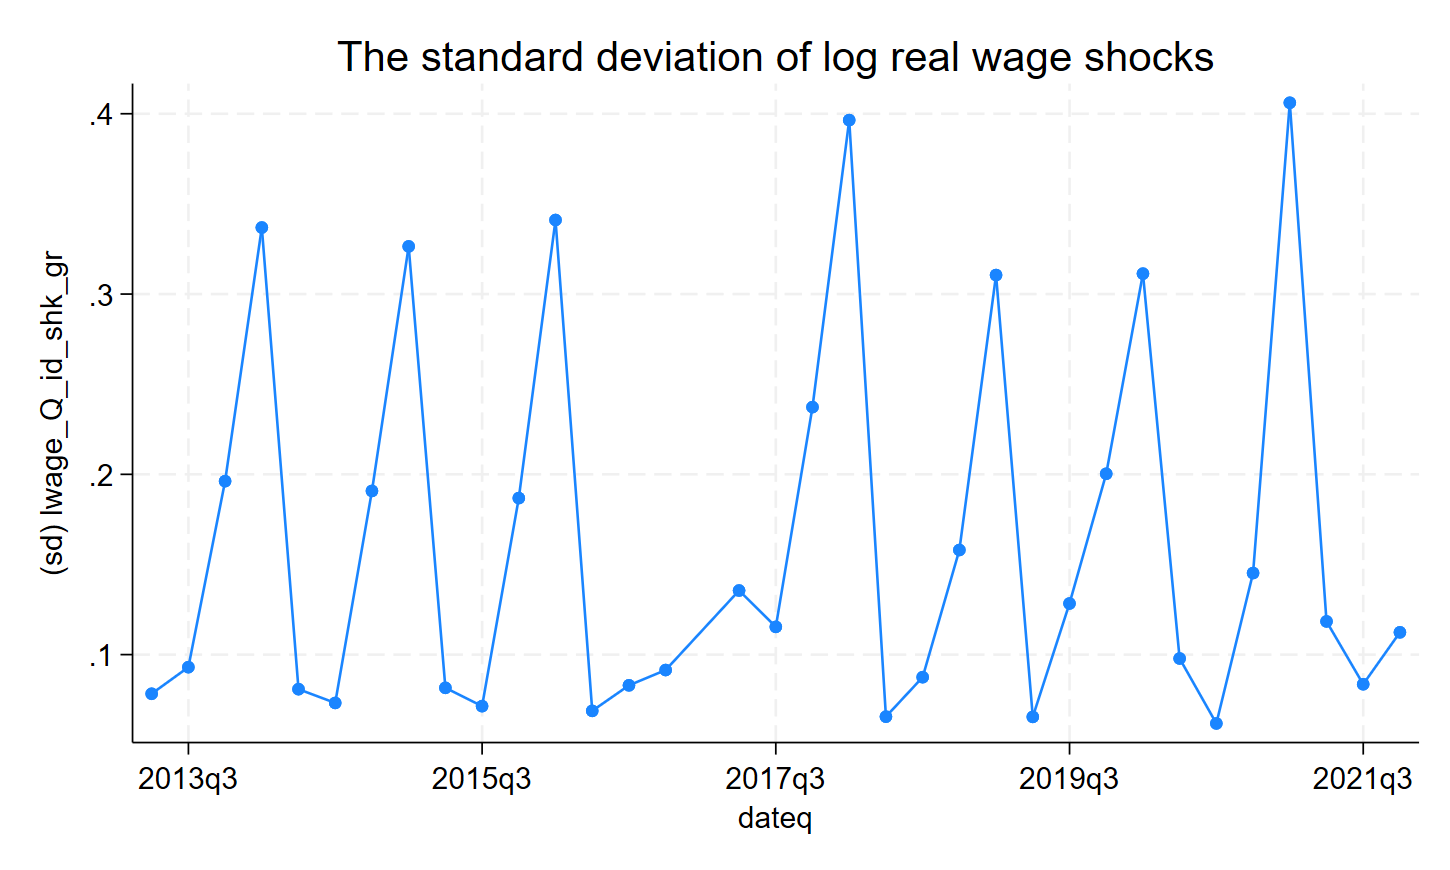 The standard deviation of log real wage shocks
(sd) lwage_Q_id_shk_gr
.4
.3
.2
.1
2013q3 2015q3 2017q3 2019q3 2021q3
dateq